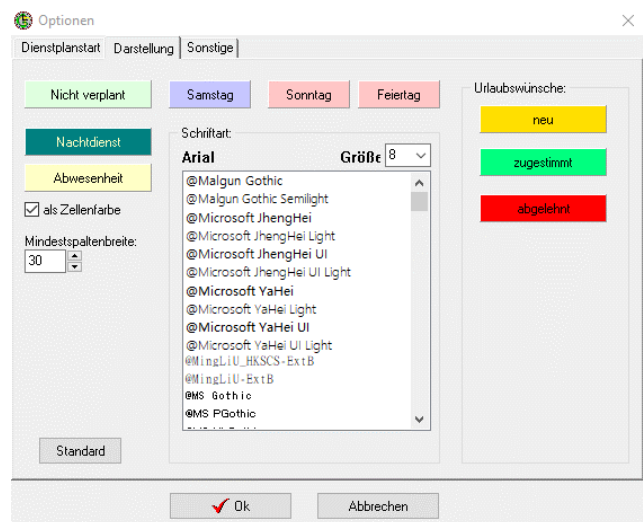 Optionen
Dienstplanstart Darstellung Sonstige
Nicht verplant
Samstag
Sonntag
Feiertag
Urlaubswünsche:
neu
Nachtdienst
Schriftart:
Arial
Größe 8
zugestimmt
Abwesenheit
abgelehnt
als Zellenfarbe
Mindestspaltenbreite:
30
@Malgun Gothic
@Malgun Gothic Semilight
@Microsoft JhengHei
@Microsoft JhengHei Light
@Microsoft JhengHei UI
@Microsoft JhengHei UI Light
@Microsoft YaHei
@Microsoft YaHei Light
@Microsoft YaHei UI
@Microsoft YaHei UI Light
@MingLiU_HKSCS-ExtB
@MingLiU-ExtB
@MS Gothic
@MS PGothic
Standard
Ok
Abbrechen